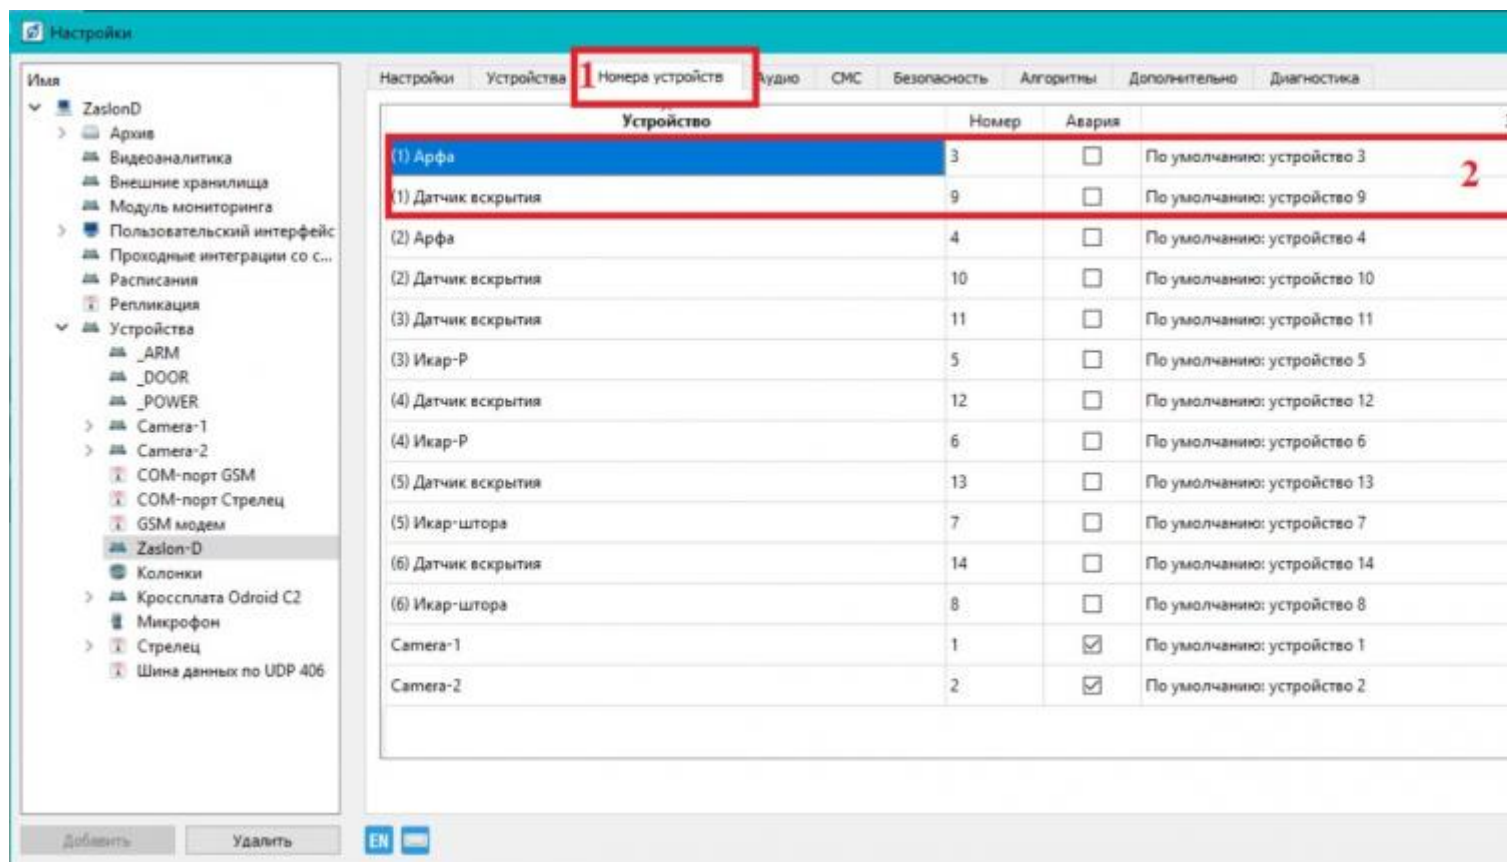 Настройки
Имя
ZaslonD
Архив
Видеоаналитика
Внешние хранилища
Модуль мониторинга
Пользовательский интерфейс
Проходные интеграции со с...
Расписания
Репликация
Устройства
_ARM
_DOOR
_POWER
Camera-1
Camera-2
COM-порт GSM
COM-порт Стрелец
GSM модем
Zaslon-D
Колонки
Кроссплата Odroid C2
Микрофон
Стрелец
Шина данных по UDP 406
Добавить Удалить
Настройки Устройства 1 Номера устройств Аудио СМС Безопасность Алгоритмы Дополнительно Диагностика
Устройство Номер Авария
(1) Арфа 3 По умолчанию: устройство 3
2
(1) Датчик вскрытия 9 По умолчанию: устройство 9
(2) Арфа 4 По умолчанию: устройство 4
(2) Датчик вскрытия 10 По умолчанию: устройство 10
(3) Датчик вскрытия 11 По умолчанию: устройство 11
(3) Икар-Р 5 По умолчанию: устройство 5
(4) Датчик вскрытия 12 По умолчанию: устройство 12
(4) Икар-Р 6 По умолчанию: устройство 6
(5) Датчик вскрытия 13 По умолчанию: устройство 13
(5) Икар-штора 7 По умолчанию: устройство 7
(6) Датчик вскрытия 14 По умолчанию: устройство 14
(6) Икар-штора 8 По умолчанию: устройство 8
Camera-1 1 По умолчанию: устройство 1
Camera-2 2 По умолчанию: устройство 2
EN